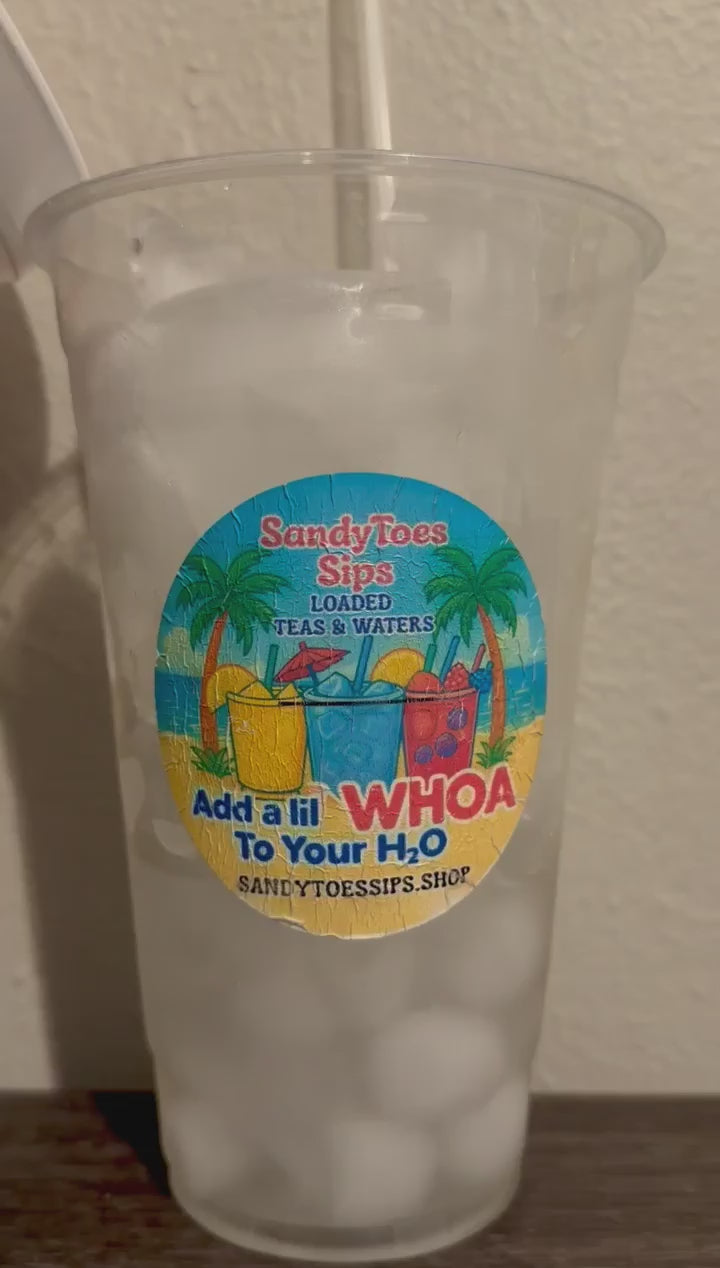 SandyToes
Sips
LOADED
TEAS & WATERS
Add a lil WHOA
To Your H₂O
SANDYTOESSIPS.SHOP